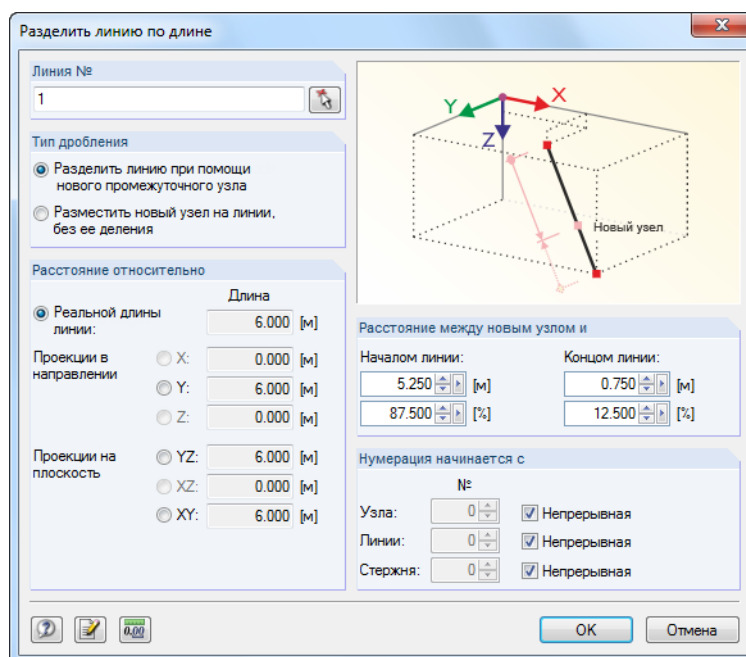 Разделить линию по длине
Линия №
1
Тип дробления
Разделить линию при помощи
нового промежуточного узла
Разместить новый узел на линии,
без ее деления
Расстояние относительно
Длина
Реальной длины
линии:
6.000 [м]
Проекции в
направлении
X: 0.000 [м]
Y: 6.000 [м]
Z: 0.000 [м]
Проекции на
плоскость
YZ: 6.000 [м]
XZ: 0.000 [м]
XY: 6.000 [м]
X
Y
Z
Новый узел
Расстояние между новым узлом и
Началом линии: Концом линии:
5.250 [м] 0.750 [м]
87.500 [%] 12.500 [%]
Нумерация начинается с
№
Узла: 0 Непрерывная
Линии: 0 Непрерывная
Стержня: 0 Непрерывная
0.00
OK Отмена